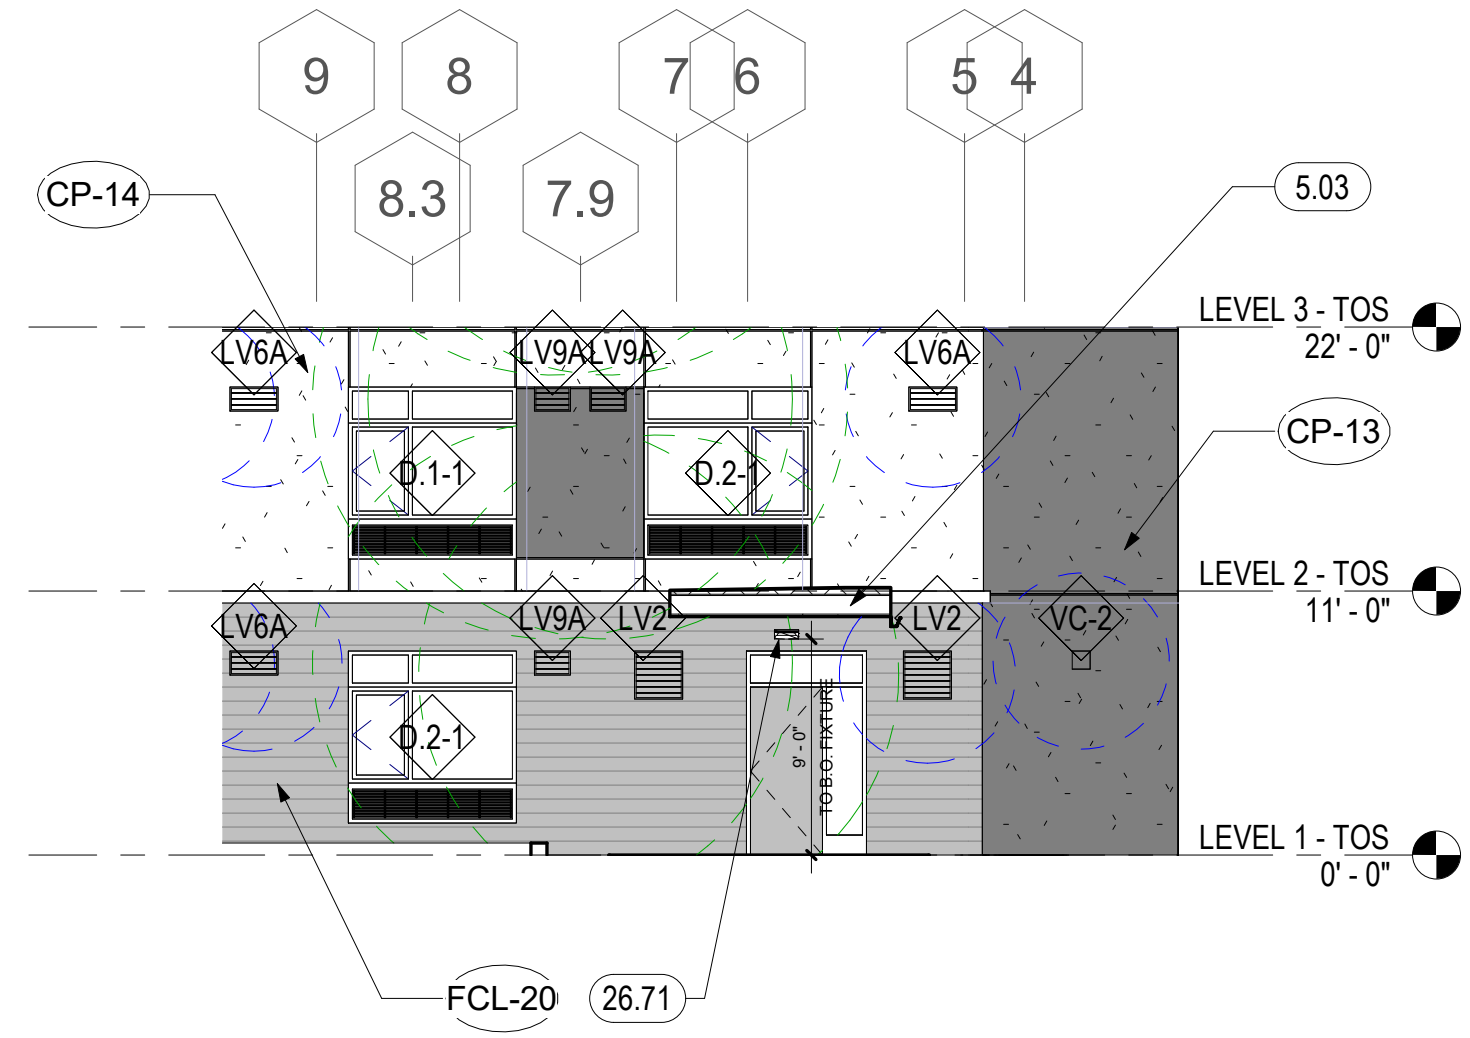 9
8
7
6
5
4
8.3
7.9
CP-14
5.03
LEVEL 3 - TOS
22' - 0"
LV6A
LV9A
LV9A
LV6A
CP-13
D.1-1
D.2-1
LEVEL 2 - TOS
11' - 0"
LV6A
LV9A
LV2
LV2
VC-2
D.2-1
9' - 0"
TO B.O. FIXTURE
LEVEL 1 - TOS
0' - 0"
FCL-20
26.71